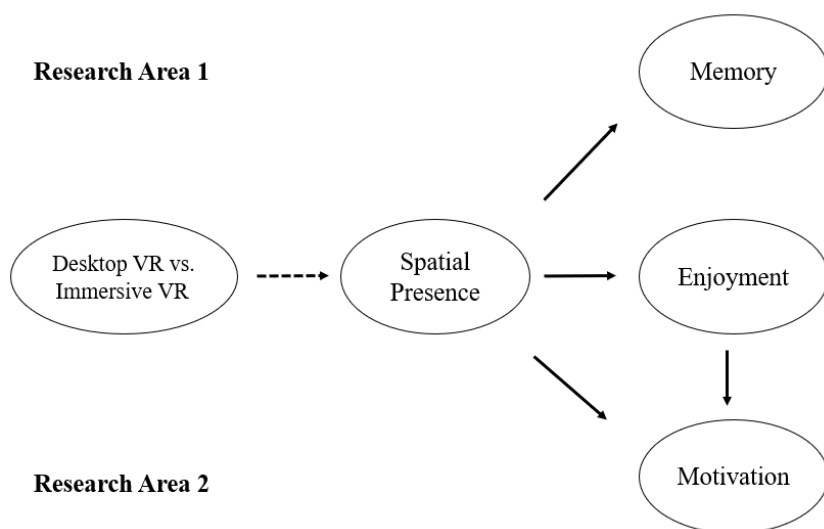 Research Area 1
Memory
Desktop VR vs.
Immersive VR
Spatial
Presence
Enjoyment
Motivation
Research Area 2